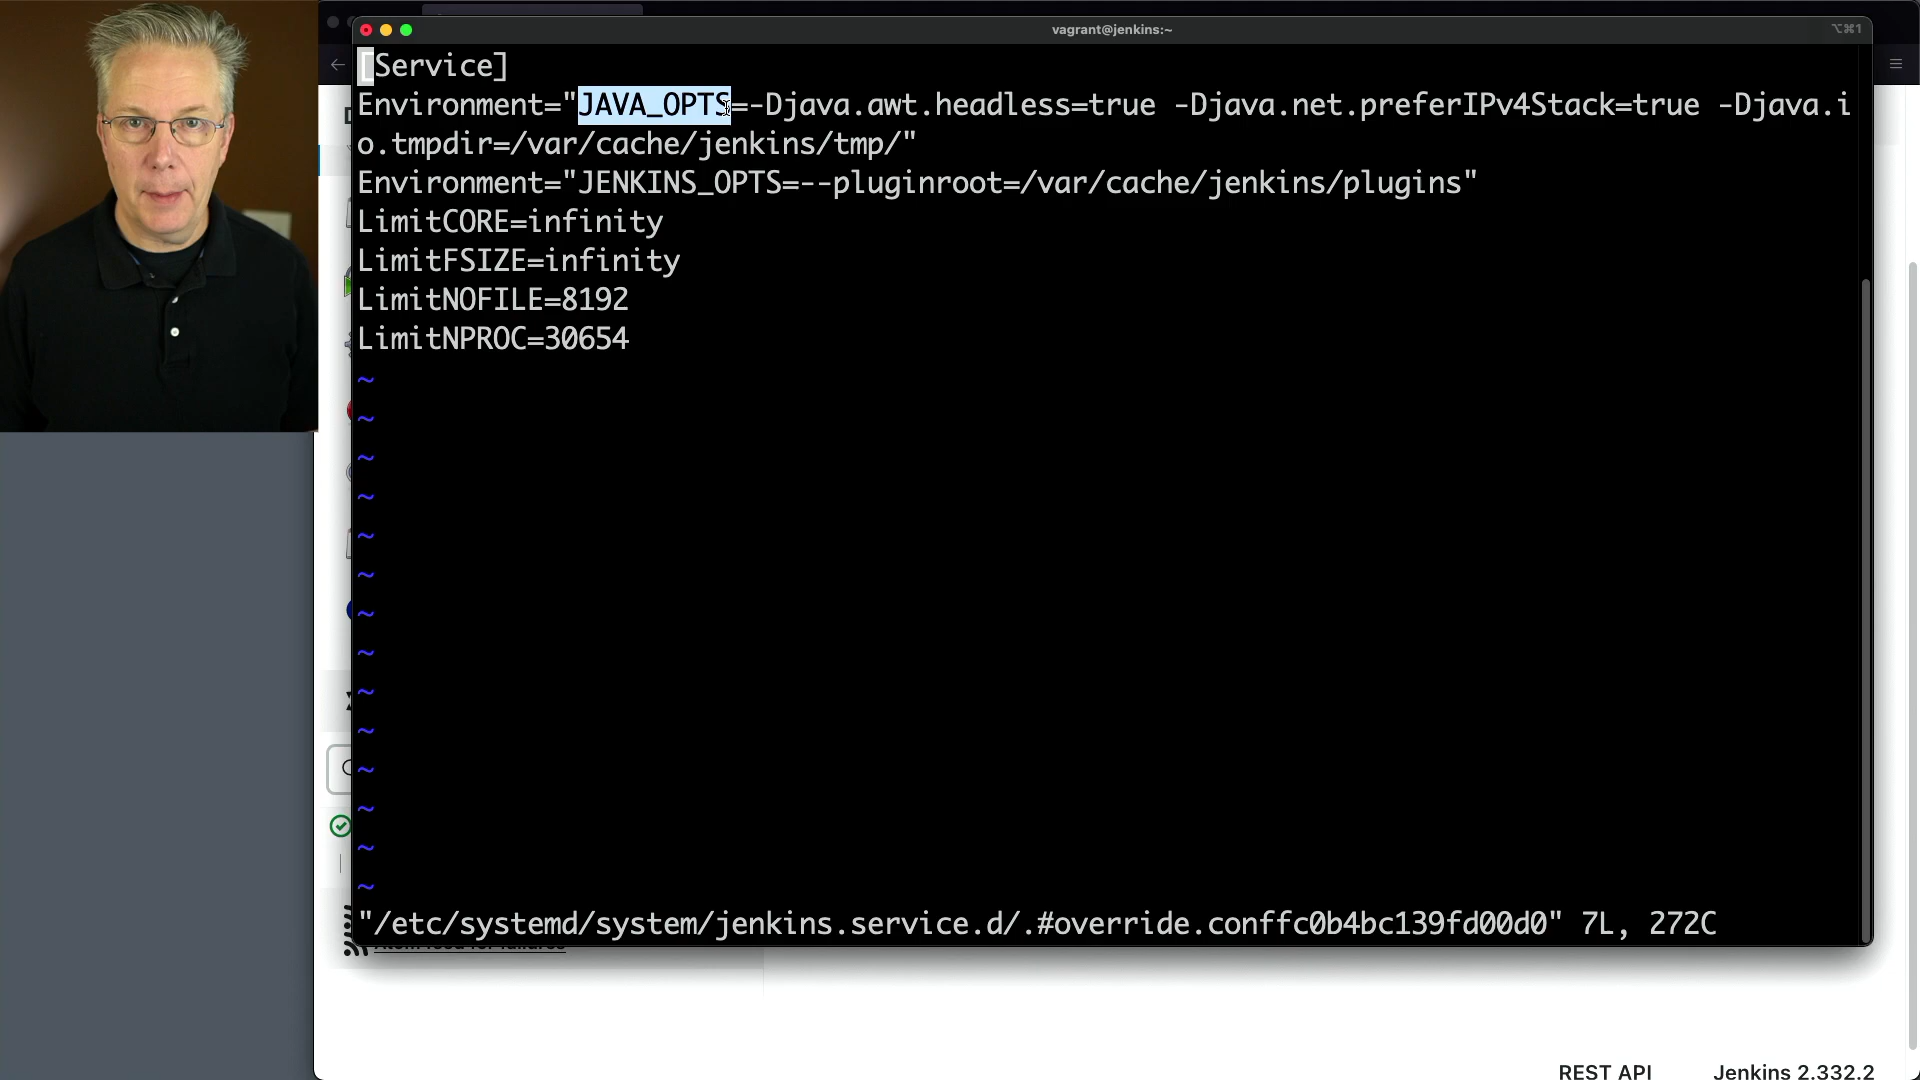 vagrant@jenkins:~
⌥⌘1
[Service]
Environment="JAVA_OPTS=-Djava.awt.headless=true -Djava.net.preferIPv4Stack=true -Djava.i
o.tmpdir=/var/cache/jenkins/tmp/"
Environment="JENKINS_OPTS=--pluginroot=/var/cache/jenkins/plugins"
LimitCORE=infinity
LimitFSIZE=infinity
LimitNOFILE=8192
LimitNPROC=30654
~
~
~
~
~
~
~
~
~
~
~
~
~
~
"/etc/systemd/system/jenkins.service.d/.#override.conffc0b4bc139fd00d0" 7L, 272C
REST API
Jenkins 2.332.2